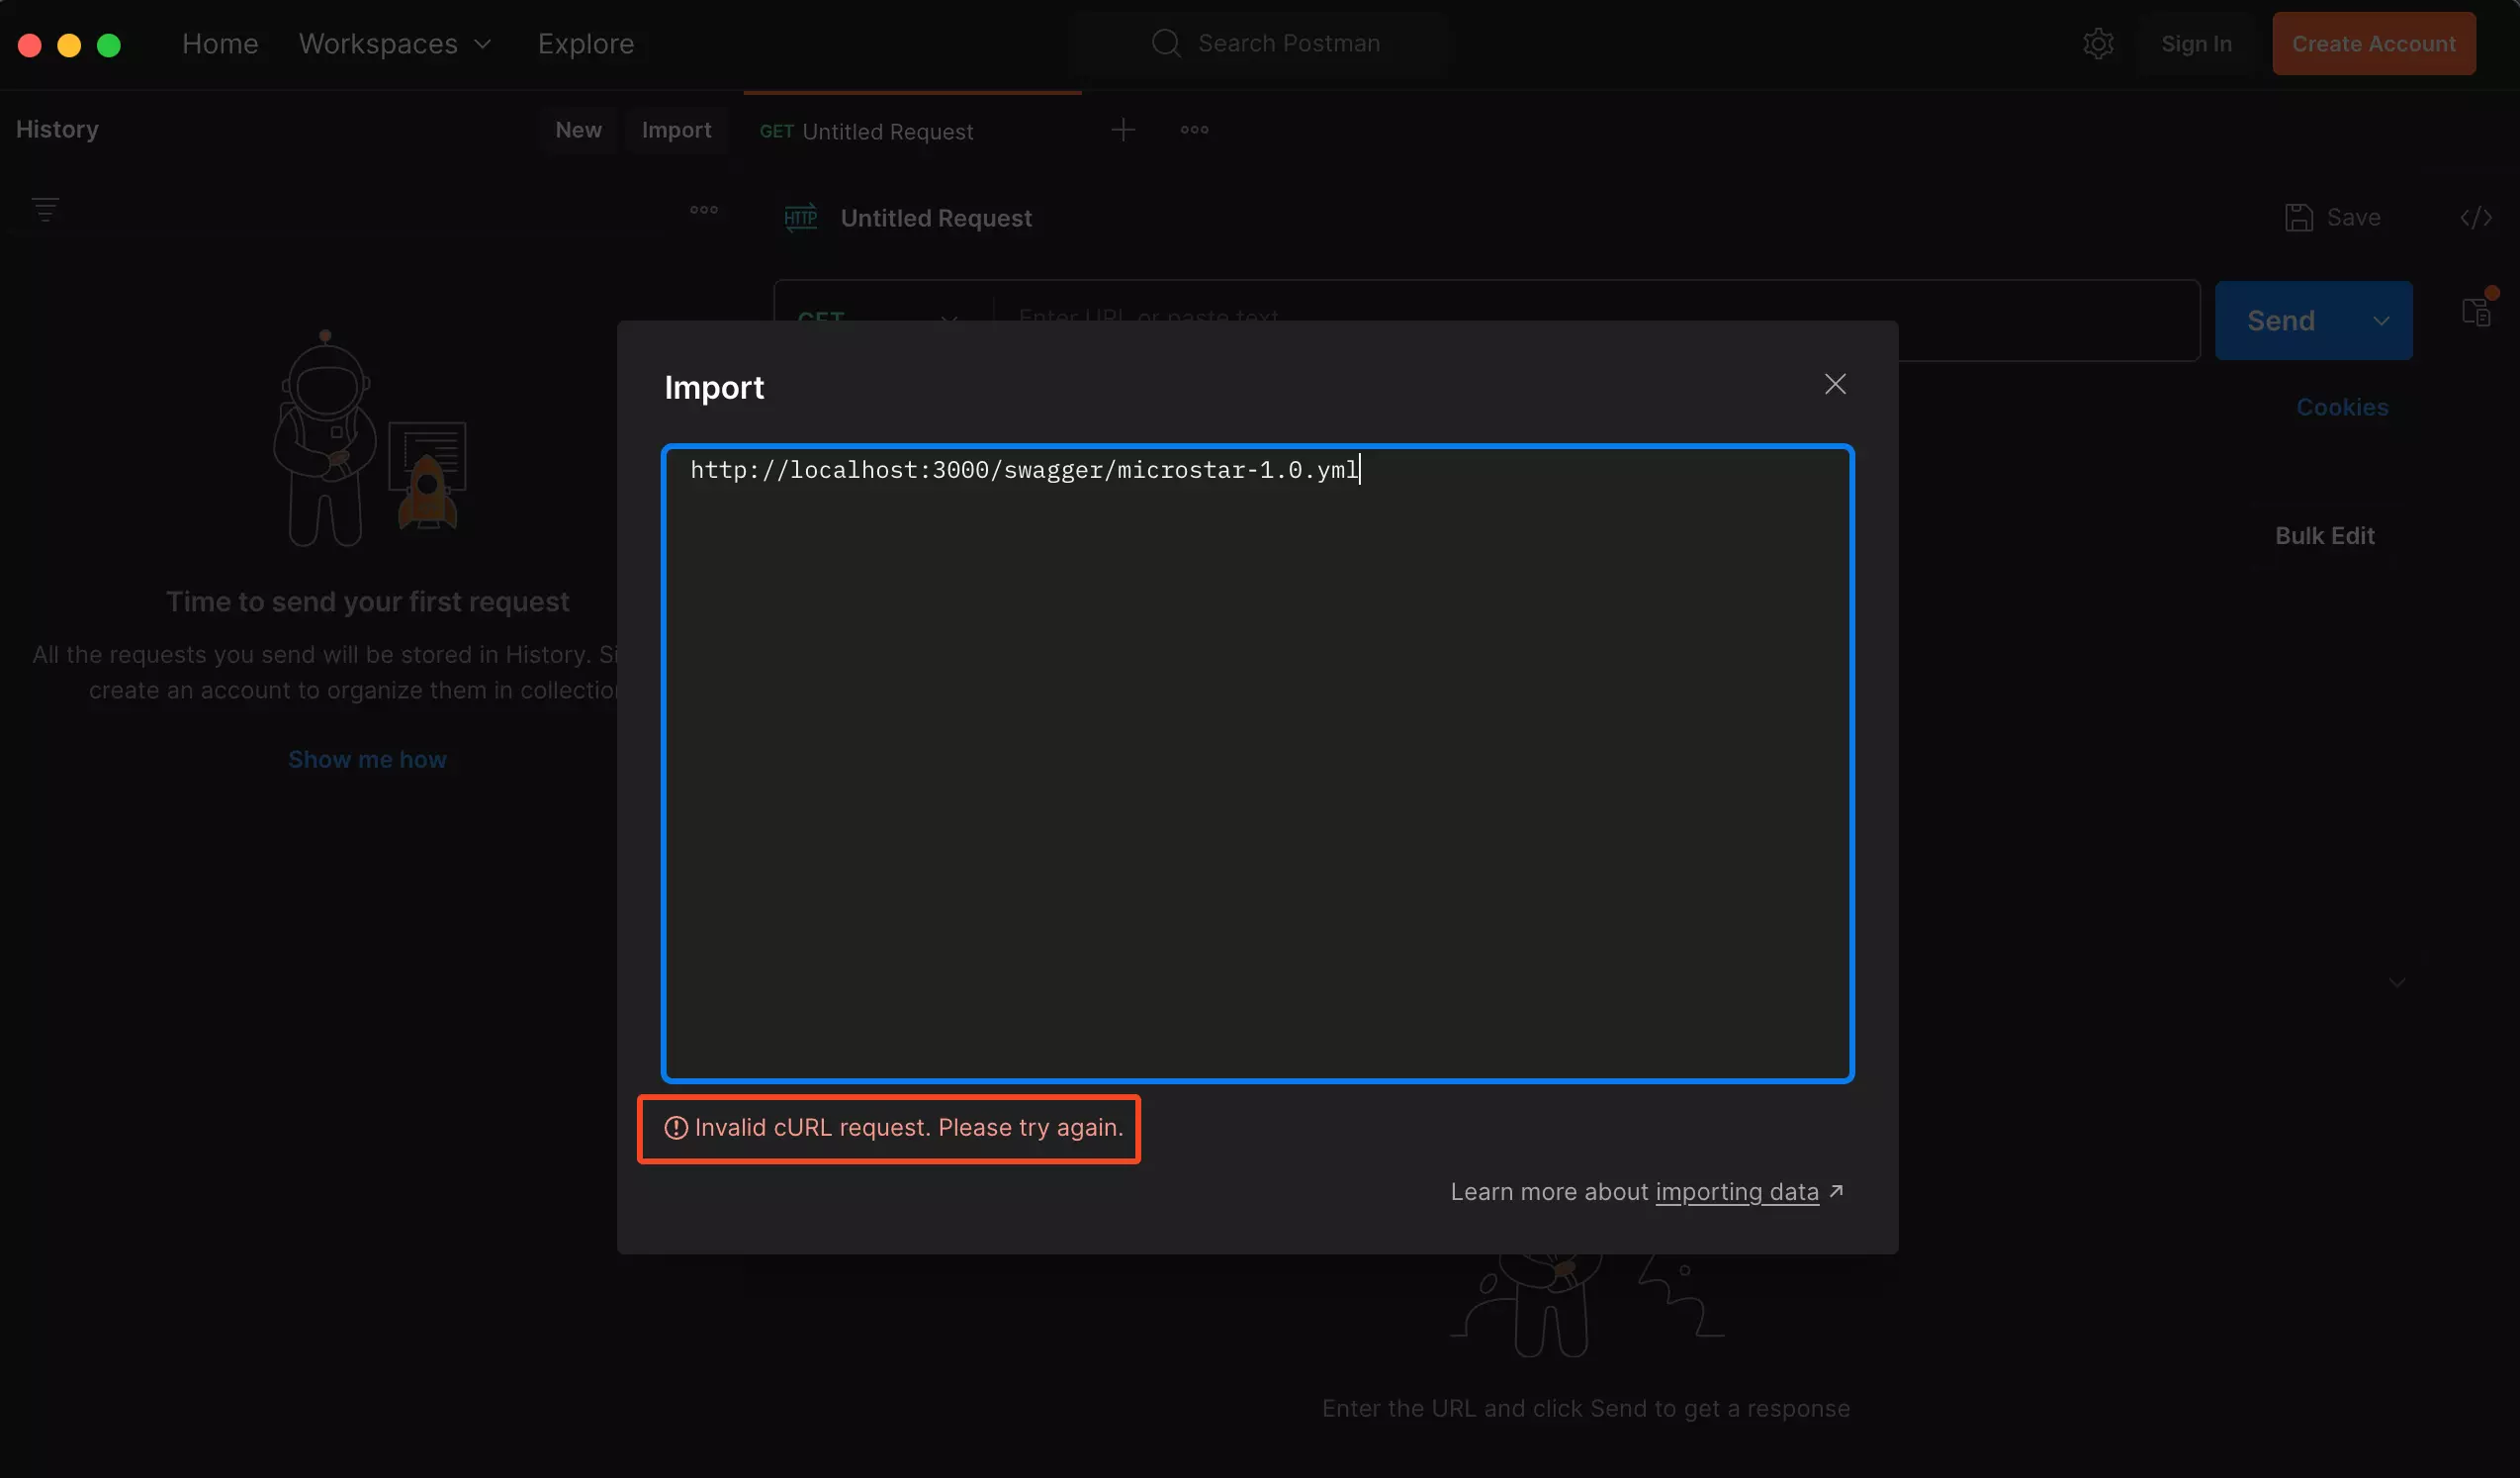 Home Workspaces Explore Search Postman Sign In Create Account
History New Import GET Untitled Request
HTTP Untitled Request Save </>
GET Enter URL or paste text Send
Import
Cookies
http://localhost:3000/swagger/microstar-1.0.yml
Bulk Edit
Time to send your first request
All the requests you send will be stored in History.
create an account to organize them in
Show me how
Invalid cURL request. Please try again.
Learn more about importing data ↗
Enter the URL and click Send to get a response